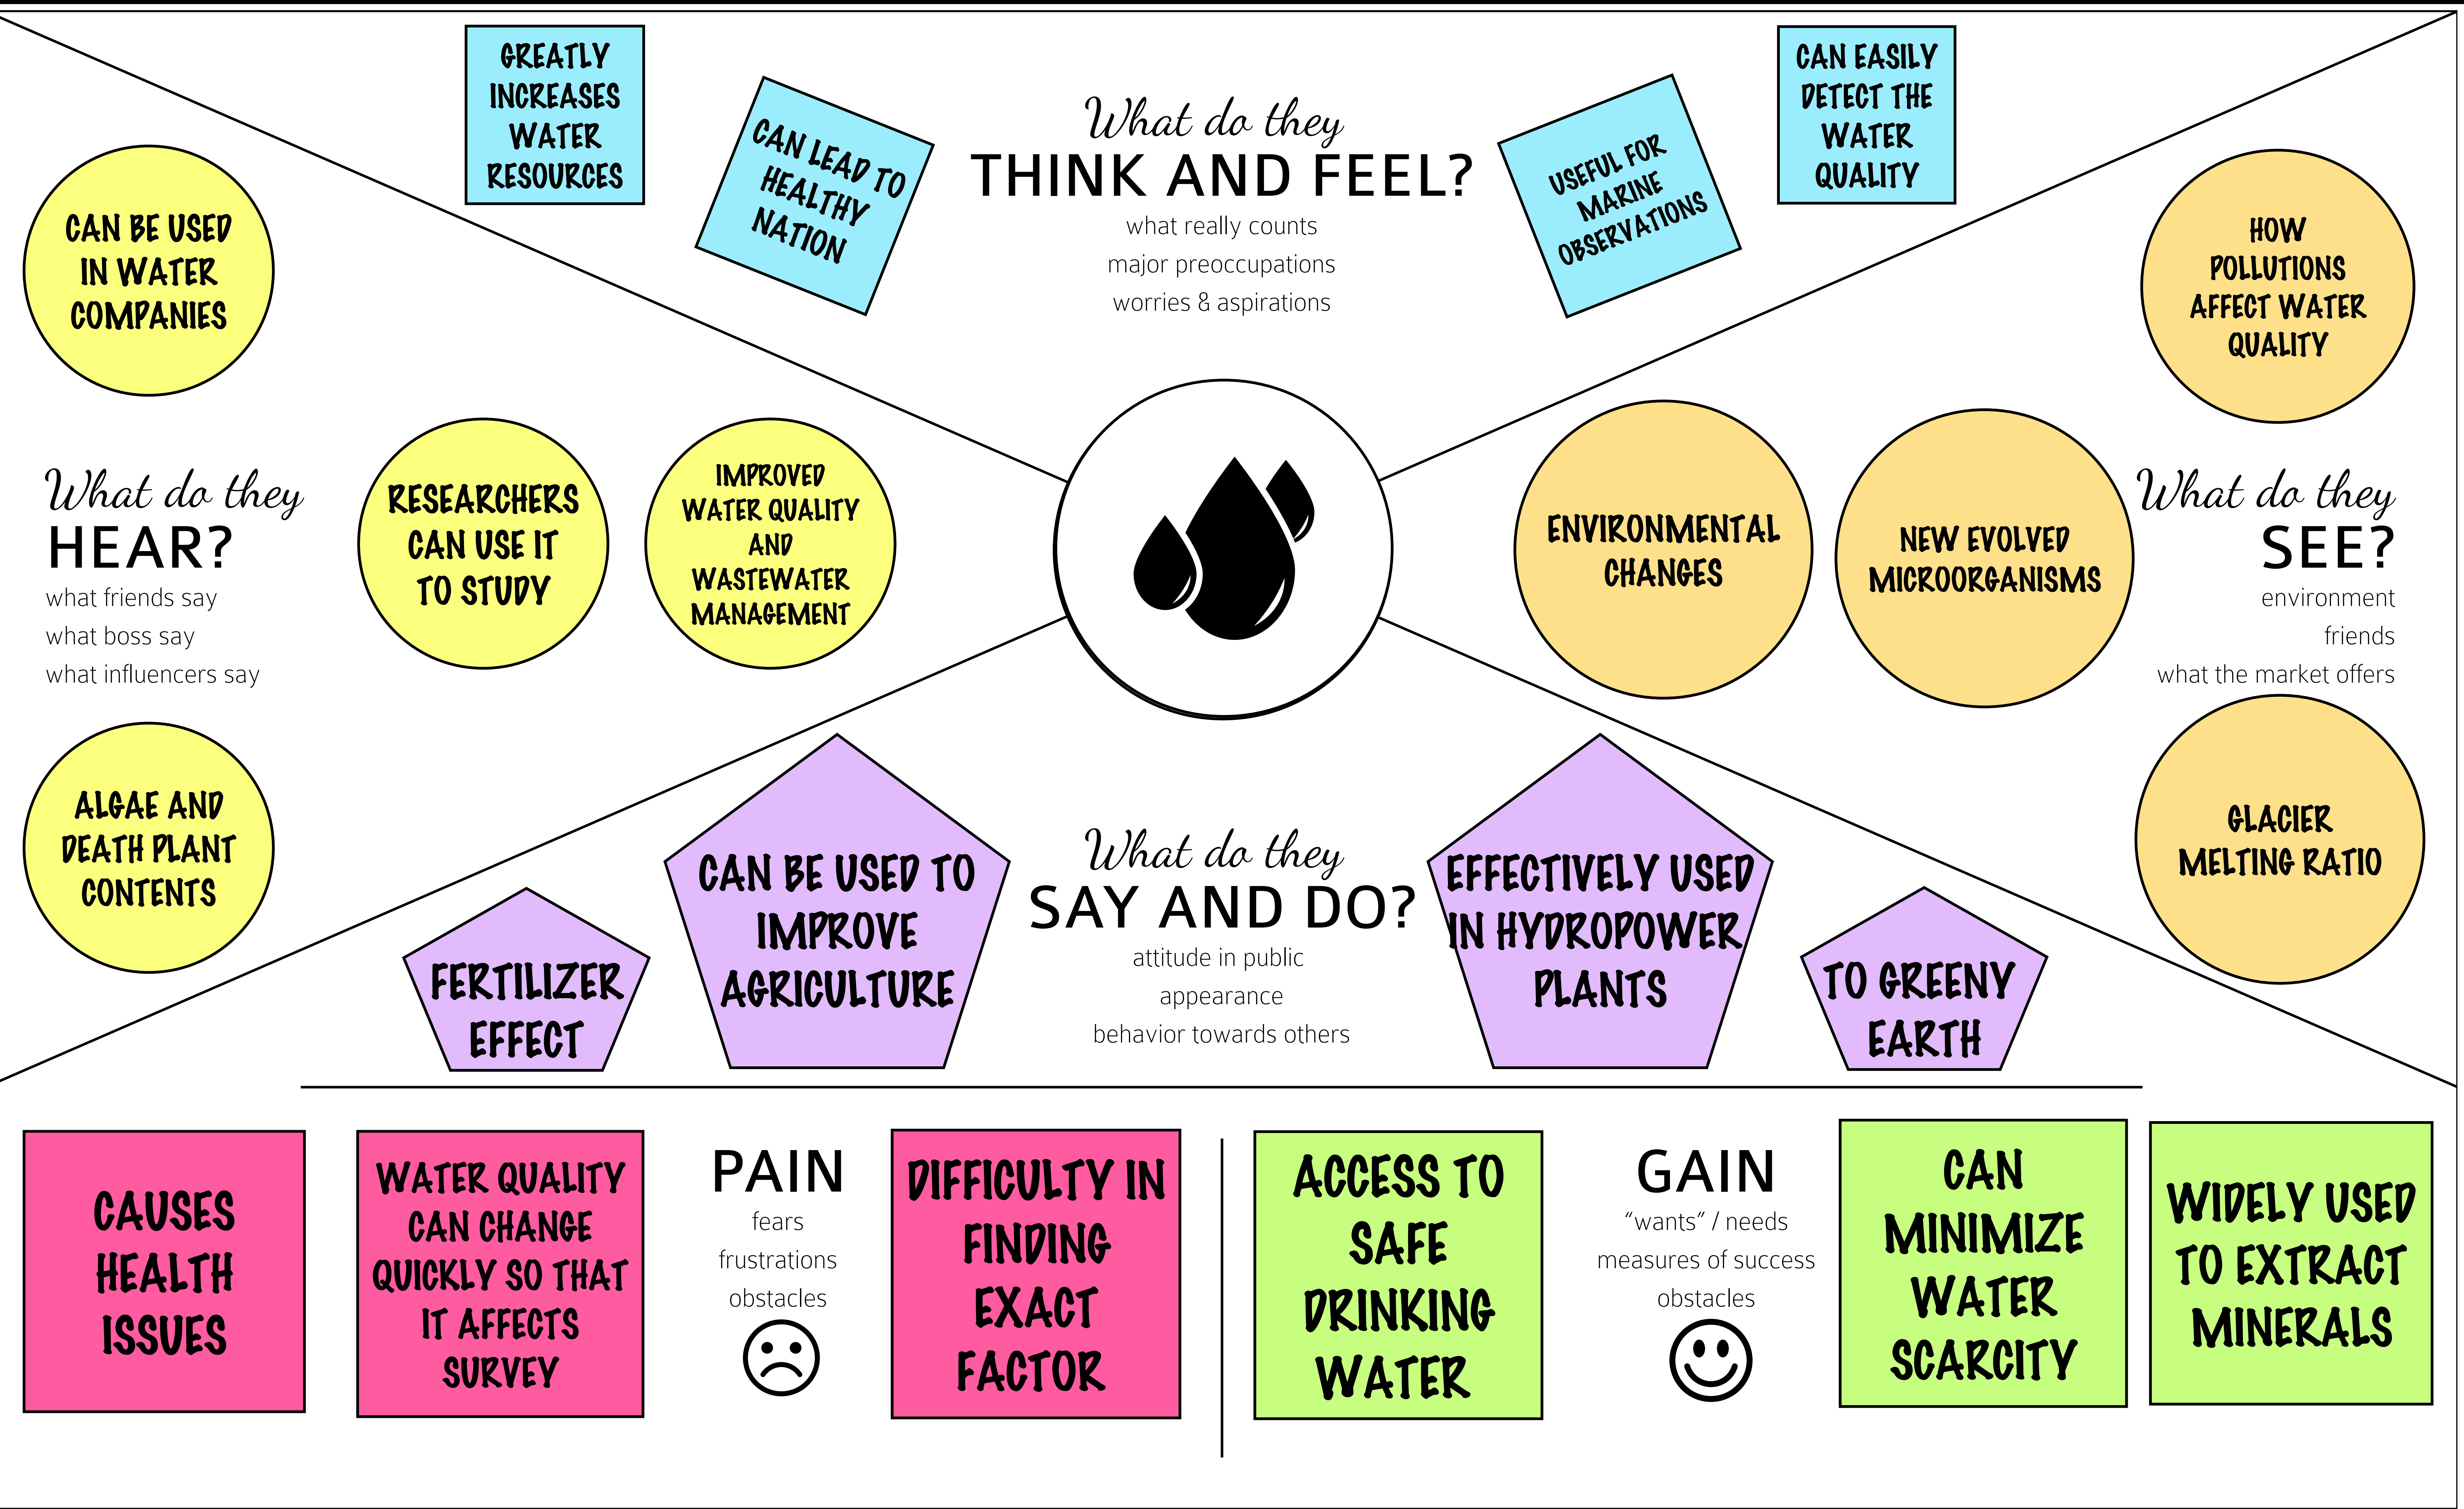 GREATLY
INCREASES
WATER
RESOURCES
CAN LEAD TO
HEALTHY
NATION
What do they
THINK AND FEEL?
what really counts
major preoccupations
worries & aspirations
USEFUL FOR
MARINE
OBSERVATIONS
CAN EASILY
DETECT THE
WATER
QUALITY
CAN BE USED
IN WATER
COMPANIES
What do they
HEAR?
what friends say
what boss say
what influencers say
RESEARCHERS
CAN USE IT
TO STUDY
IMPROVED
WATER QUALITY
AND
WASTEWATER
MANAGEMENT
ALGAE AND
DEATH PLANT
CONTENTS
ENVIRONMENTAL
CHANGES
NEW EVOLVED
MICROORGANISMS
HOW
POLLUTIONS
AFFECT WATER
QUALITY
What do they
SEE?
environment
friends
what the market offers
GLACIER
MELTING RATIO
FERTILIZER
EFFECT
CAN BE USED TO
IMPROVE
AGRICULTURE
What do they
SAY AND DO?
attitude in public
appearance
behavior towards others
EFFECTIVELY USED
IN HYDROPOWER
PLANTS
TO GREENY
EARTH
CAUSES
HEALTH
ISSUES
WATER QUALITY
CAN CHANGE
QUICKLY SO THAT
IT AFFECTS
SURVEY
PAIN
fears
frustrations
obstacles
DIFFICULTY IN
FINDING
EXACT
FACTOR
ACCESS TO
SAFE
DRINKING
WATER
GAIN
“wants” / needs
measures of success
obstacles
CAN
MINIMIZE
WATER
SCARCITY
WIDELY USED
TO EXTRACT
MINERALS